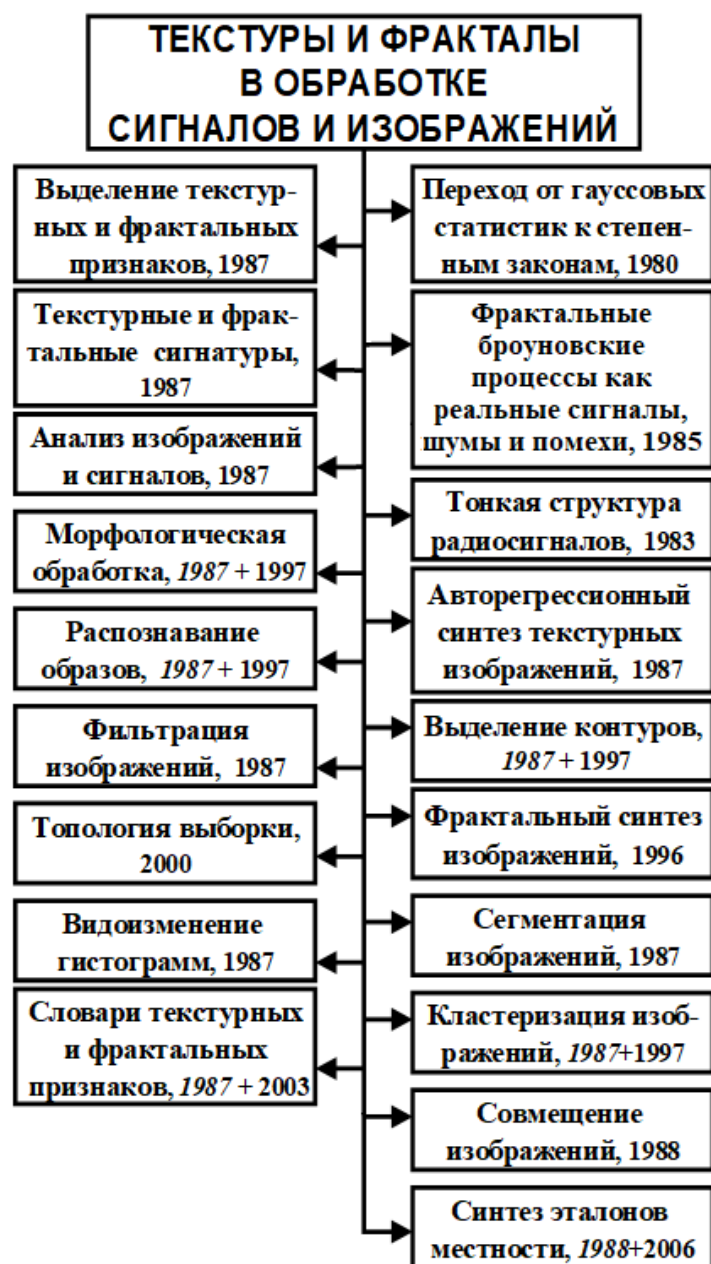 ТЕКСТУРЫ И ФРАКТАЛЫ
В ОБРАБОТКЕ
СИГНАЛОВ И ИЗОБРАЖЕНИЙ
Выделение текстур-
ных и фрактальных
признаков, 1987
Текстурные и фрак-
тальные сигнатуры,
1987
Анализ изображений
и сигналов, 1987
Морфологическая
обработка, 1987 + 1997
Распознавание
образов, 1987 + 1997
Фильтрация
изображений, 1987
Топология выборки,
2000
Видоизменение
гистограмм, 1987
Словари текстурных
и фрактальных
признаков, 1987 + 2003
Переход от гауссовых
статистик к степен-
ным законам, 1980
Фрактальные
броуновские
процессы как
реальные сигналы,
шумы и помехи, 1985
Тонкая структура
радиосигналов, 1983
Авторегрессионный
синтез текстурных
изображений, 1987
Выделение контуров,
1987 + 1997
Фрактальный синтез
изображений, 1996
Сегментация
изображений, 1987
Кластеризация изоб-
ражений, 1987+1997
Совмещение
изображений, 1988
Синтез эталонов
местности, 1988+2006